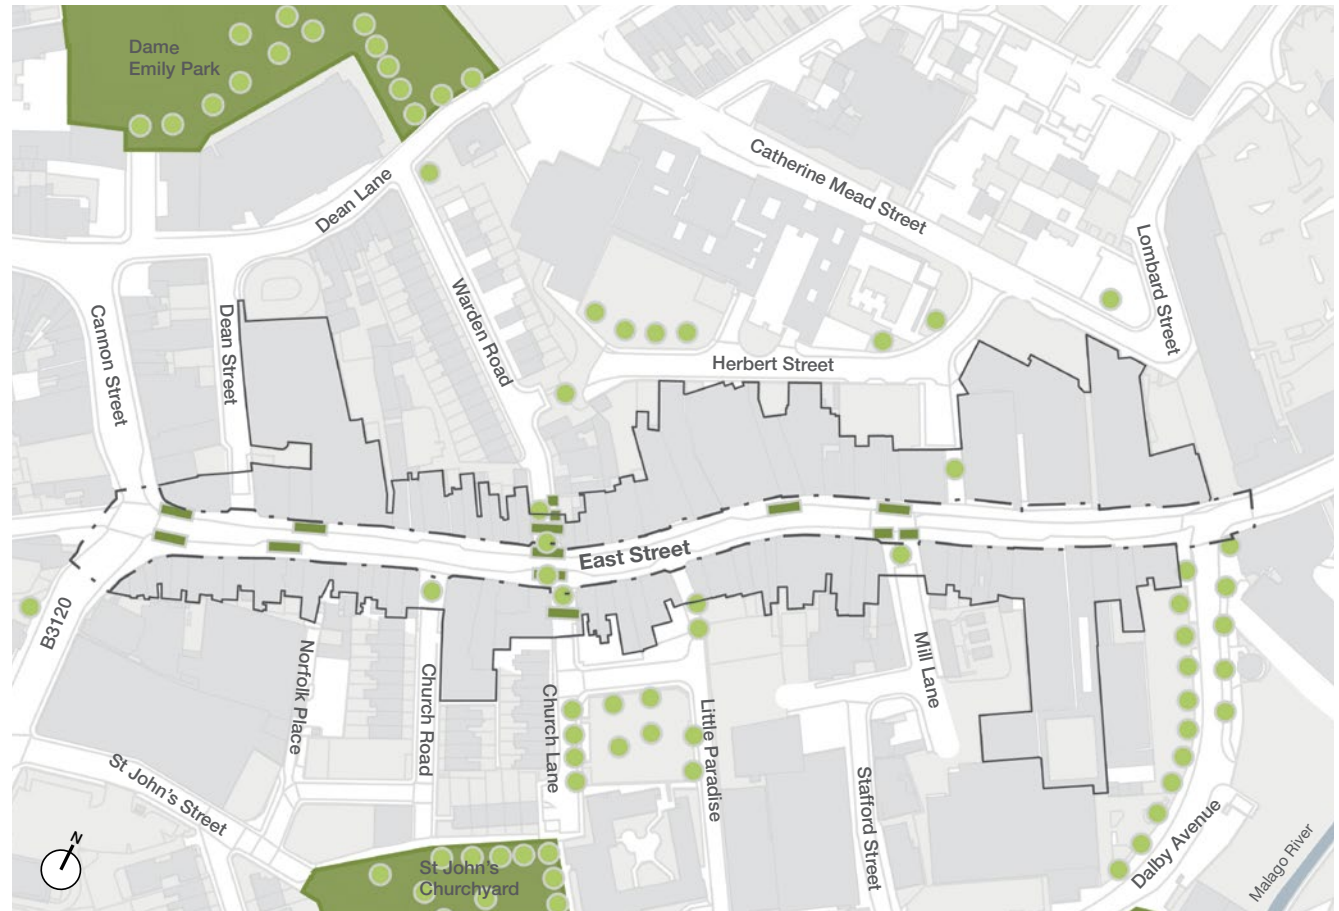 Dame
Emily Park
Catherine Mead Street
Dean Lane
Lombard Street
Warden Road
Cannon Street
Dean Street
Herbert Street
East Street
B3120
Norfolk Place
Church Road
Church Lane
Little Paradise
Mill Lane
St John's Street
Stafford Street
Dalby Avenue
Malago River
N
St John's
Churchyard